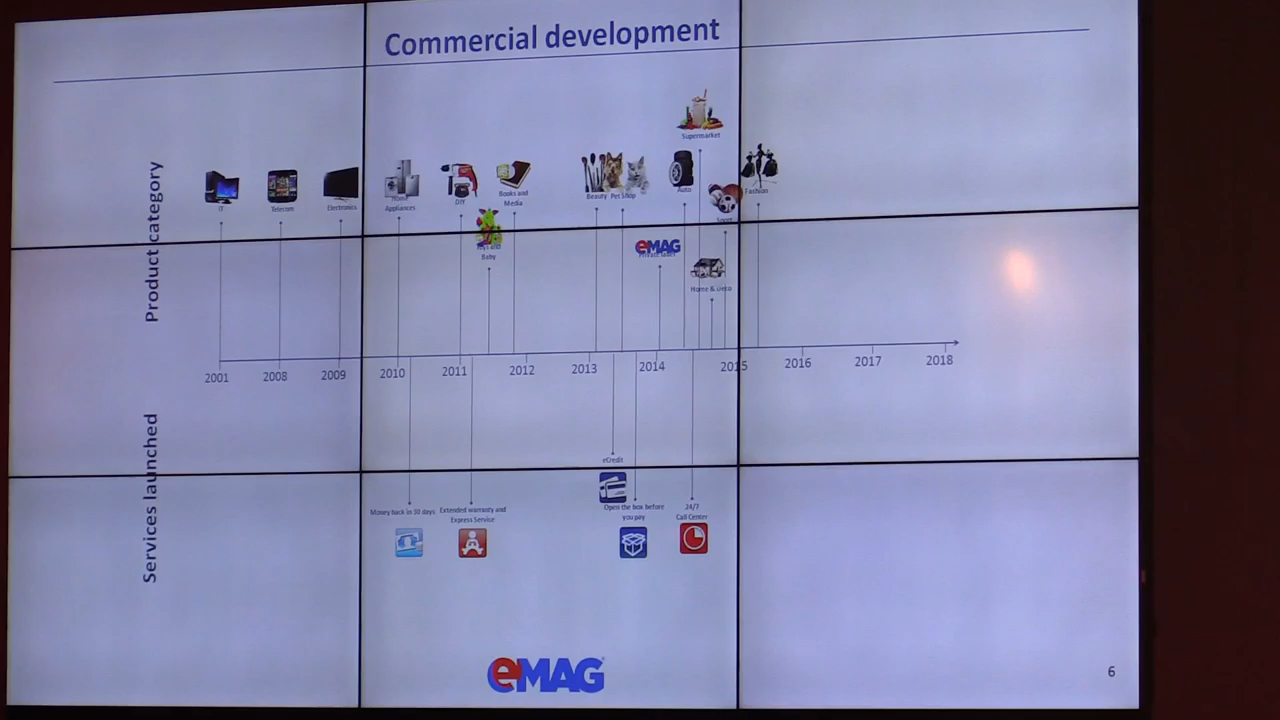 Commercial development
Product category
Supermarket
IT
Telecom
Electronics
Home
Appliances
DIY
Books and
Media
Beauty
Pet Shop
Auto
Fashion
Sport
Toys and
Baby
eMAG
Private label
Home & Deco
2001
2008
2009
2010
2011
2012
2013
2014
2015
2016
2017
2018
Services launched
eCredit
Money back in 30 days
Extended warranty and
Express Service
Open the box before
you pay
24/7
Call Center
eMAG
6